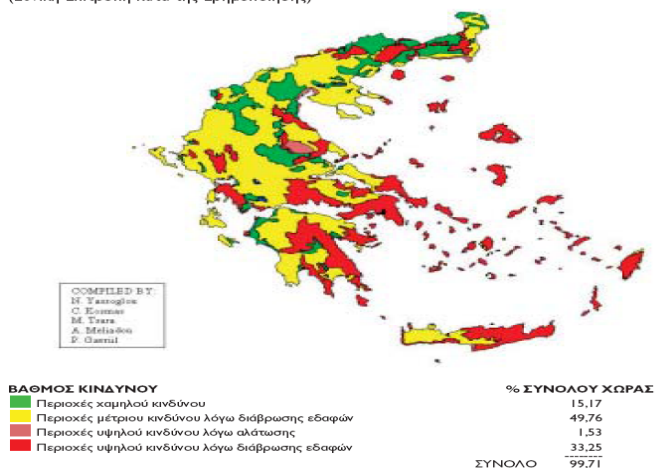 COMPILED BY:
N. Yassoglou
C. Kosmas
M. Tsara
ΒΑΘΜΟΣ ΚΙΝΔΥΝΟΥ % ΣΥΝΟΛΟΥ ΧΩΡΑΣ
Περιοχές χαμηλού κινδύνου 15,17
Περιοχές μέτριου κινδύνου λόγω διάβρωσης εδαφών 49,76
Περιοχές υψηλού κινδύνου λόγω αλάτωσης 1,53
Περιοχές υψηλού κινδύνου λόγω διάβρωσης εδαφών 33,25
ΣΥΝΟΛΟ 99,71